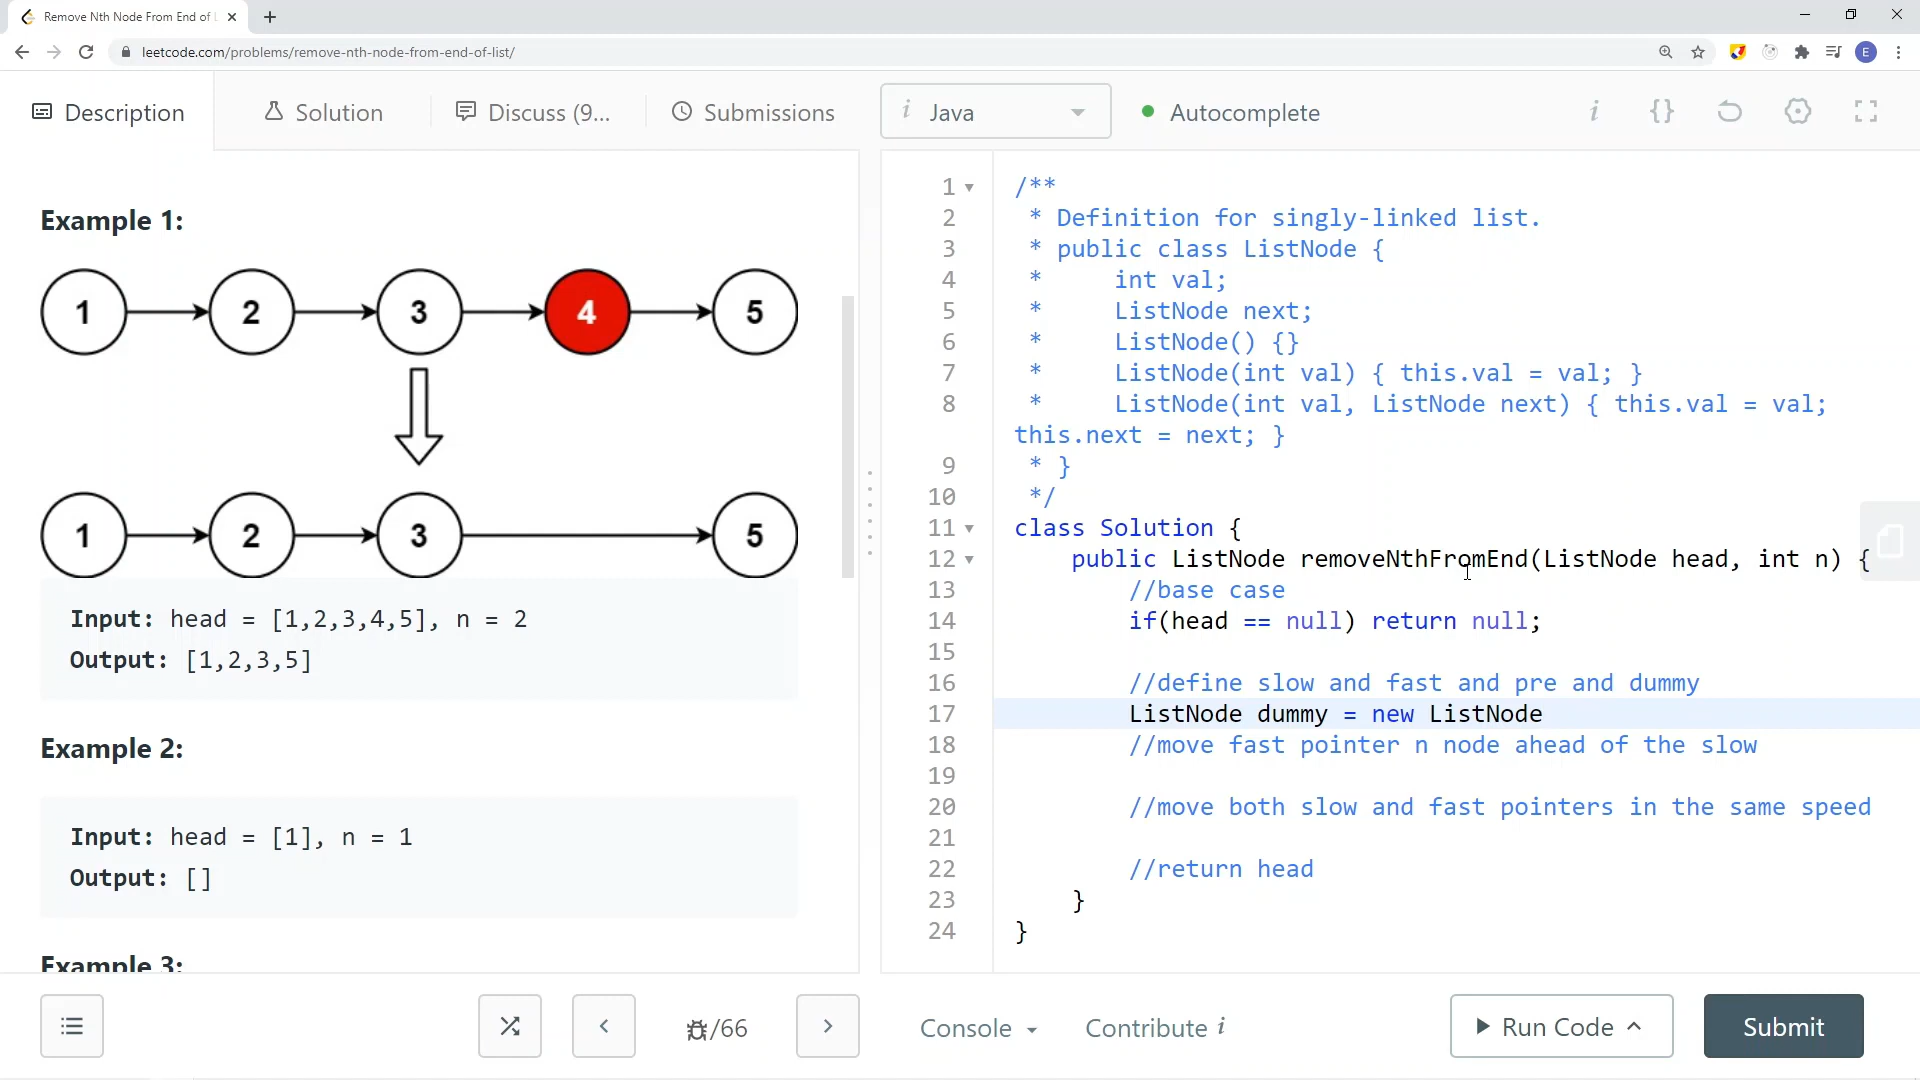 Remove Nth Node From End of L
leetcode.com/problems/remove-nth-node-from-end-of-list/
E
Description
Solution
Discuss (9...
Submissions
i Java
Autocomplete
i {}
Example 1:
1 2 3 4 5
1 2 3 5
Input: head = [1,2,3,4,5], n = 2
Output: [1,2,3,5]
Example 2:
Input: head = [1], n = 1
Output: []
Example 3:
1 /**
2 * Definition for singly-linked list.
3 * public class ListNode {
4 *     int val;
5 *     ListNode next;
6 *     ListNode() {}
7 *     ListNode(int val) { this.val = val; }
8 *     ListNode(int val, ListNode next) { this.val = val;
this.next = next; }
9 * }
10 */
11 class Solution {
12     public ListNode removeNthFromEnd(ListNode head, int n) {
13         //base case
14         if(head == null) return null;
15
16         //define slow and fast and pre and dummy
17         ListNode dummy = new ListNode
18         //move fast pointer n node ahead of the slow
19
20         //move both slow and fast pointers in the same speed
21
22         //return head
23     }
24 }
/66
Console
Contribute i
Run Code
Submit